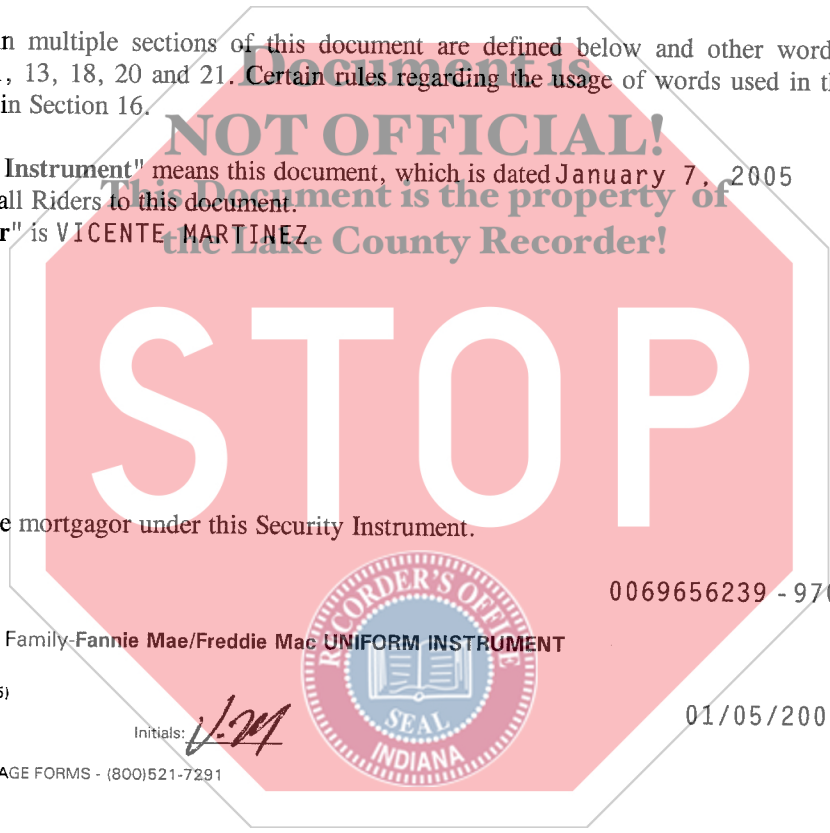 in multiple sections of this document are defined below and other word
, 13, 18, 20 and 21. Certain rules regarding the usage of words used in th
in Section 16.
Document is
NOT OFFICIAL!
This Document is the property of
the Lake County Recorder!
Instrument" means this document, which is dated January 7, 2005
all Riders to this document.
r" is VICENTE MARTINEZ
STOP
e mortgagor under this Security Instrument.
0069656239 - 970
Family-Fannie Mae/Freddie Mac UNIFORM INSTRUMENT
Initials: V.M
01/05/200
AGE FORMS - (800)521-7291
RECORDER'S OFFICE
SEAL
INDIANA